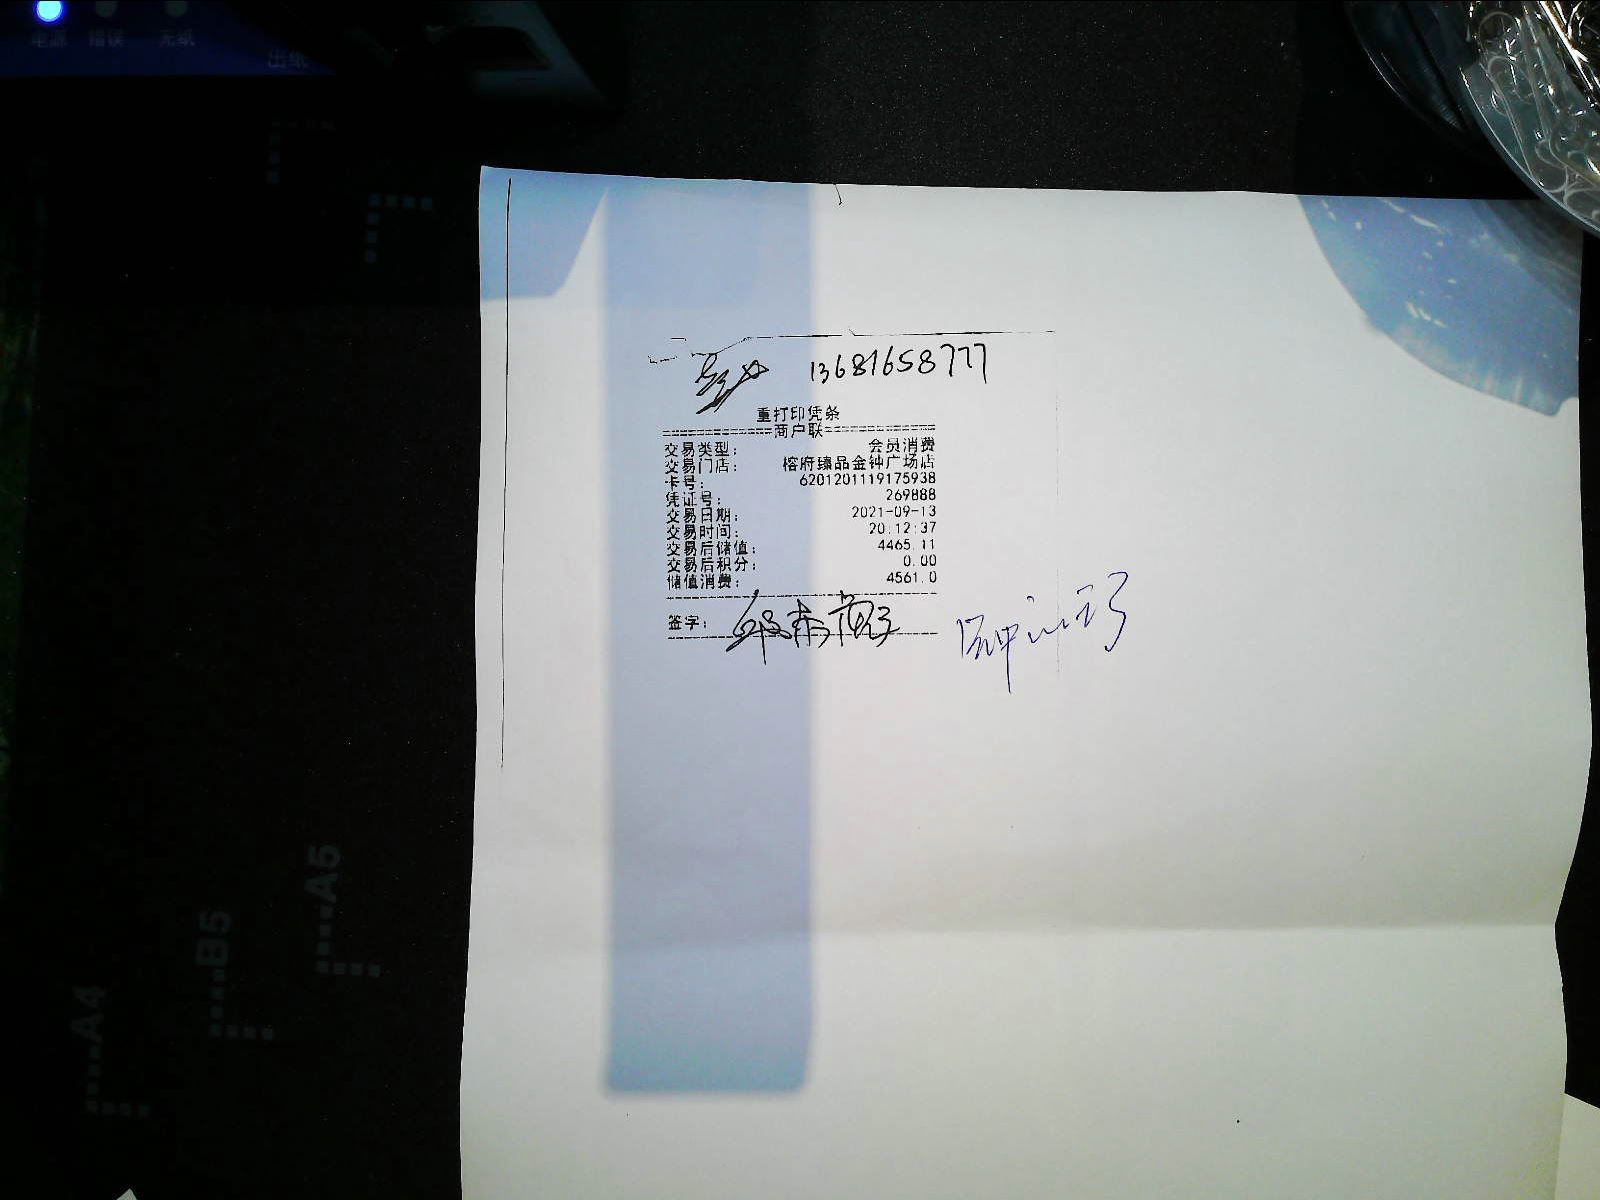 电源 错误 无纸
出纸
13681658777
重打印凭条
============商户联============
交易类型： 会员消费
交易门店： 榕府臻品金钟广场店
卡号： 6201201119175938
凭证号： 269888
交易日期： 2021-09-13
交易时间： 20:12:37
交易后储值： 4465.11
交易后积分： 0.00
储值消费： 4561.0
签字：
A5
B5
A4